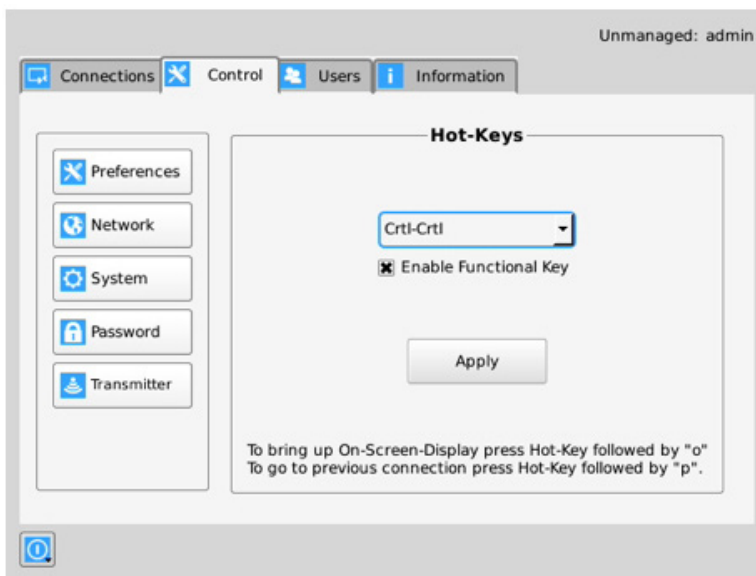 Unmanaged: admin
Connections Control Users Information
Preferences
Network
System
Password
Transmitter
Hot-Keys
Crtl-Crtl
Enable Functional Key
Apply
To bring up On-Screen-Display press Hot-Key followed by "o"
To go to previous connection press Hot-Key followed by "p".